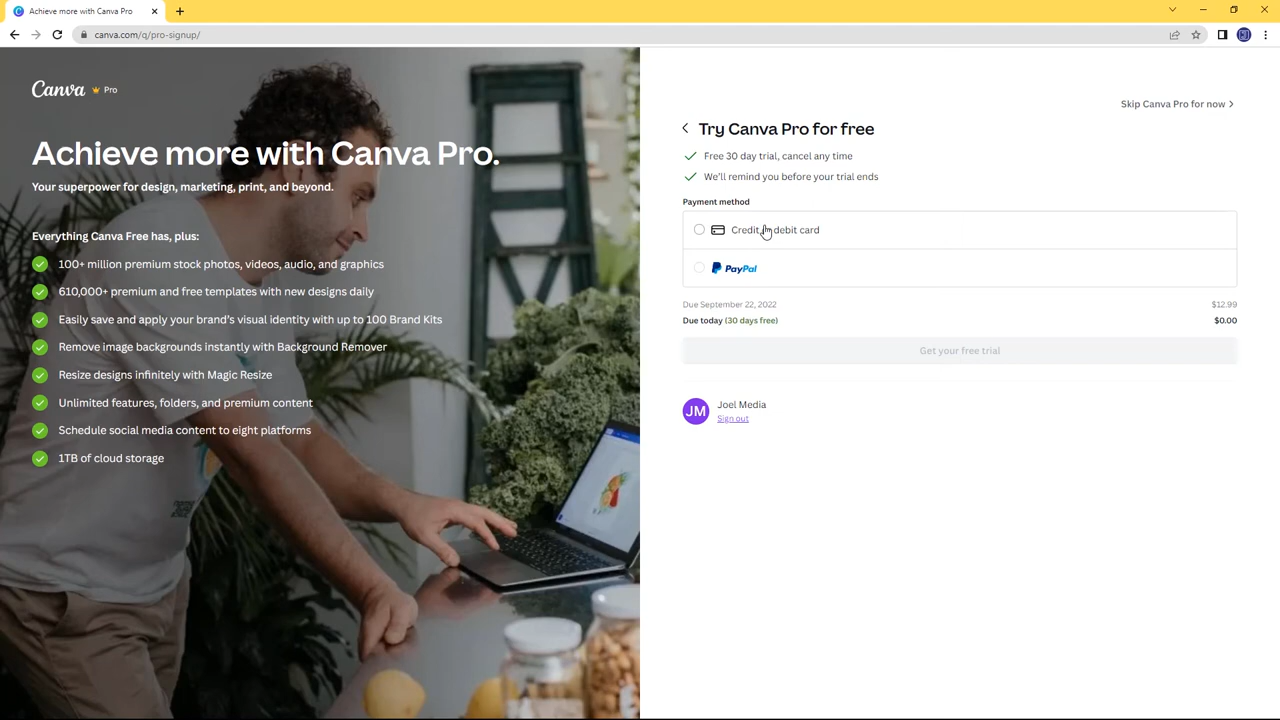 Achieve more with Canva Pro
canva.com/q/pro-signup/
Canva Pro
Achieve more with Canva Pro.
Your superpower for design, marketing, print, and beyond.
Everything Canva Free has, plus:
100+ million premium stock photos, videos, audio, and graphics
610,000+ premium and free templates with new designs daily
Easily save and apply your brand's visual identity with up to 100 Brand Kits
Remove image backgrounds instantly with Background Remover
Resize designs infinitely with Magic Resize
Unlimited features, folders, and premium content
Schedule social media content to eight platforms
1TB of cloud storage
Skip Canva Pro for now
Try Canva Pro for free
Free 30 day trial, cancel any time
We'll remind you before your trial ends
Payment method
Credit debit card
PayPal
Due September 22, 2022 $12.99
Due today (30 days free) $0.00
Get your free trial
JM Joel Media
Sign out